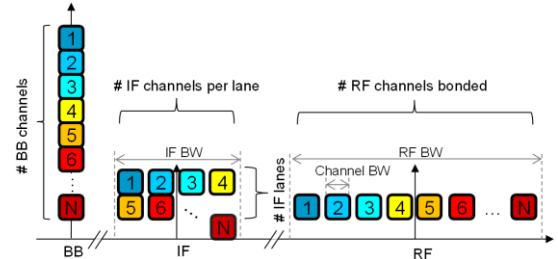 # BB channels
1
2
3
4
5
6
N
BB
# IF channels per lane
IF BW
1 2 3 4
5 6 ... N
# IF lanes
IF
# RF channels bonded
RF BW
Channel BW
1 2 3 4 5 6 ... N
RF